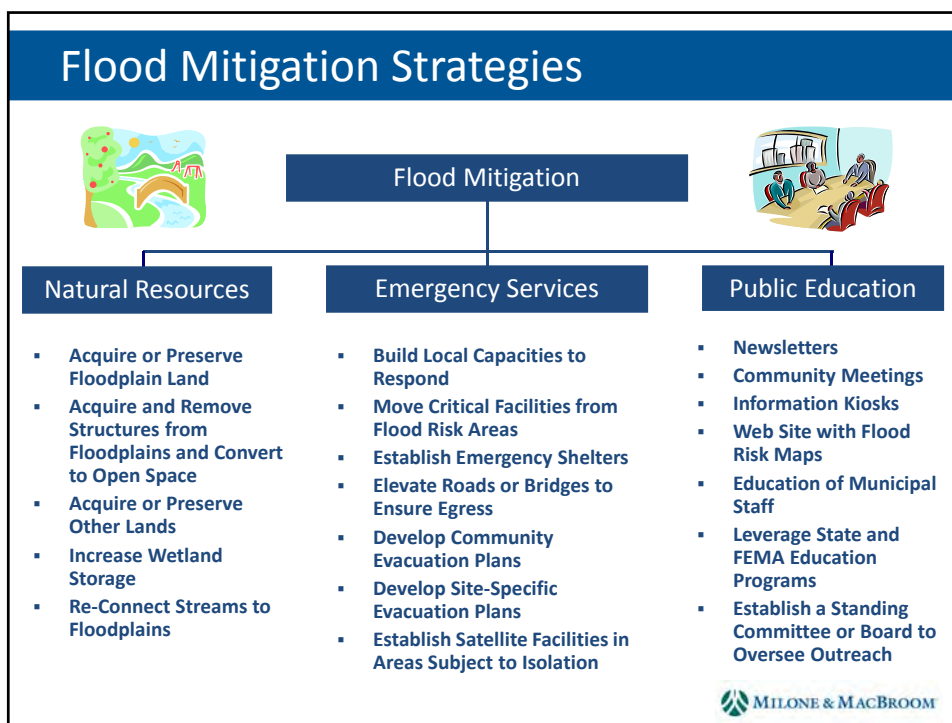 Flood Mitigation Strategies
Flood Mitigation
Natural Resources
▪ Acquire or Preserve
Floodplain Land
▪ Acquire and Remove
Structures from
Floodplains and Convert
to Open Space
▪ Acquire or Preserve
Other Lands
▪ Increase Wetland
Storage
▪ Re-Connect Streams to
Floodplains
Emergency Services
▪ Build Local Capacities to
Respond
▪ Move Critical Facilities from
Flood Risk Areas
▪ Establish Emergency Shelters
▪ Elevate Roads or Bridges to
Ensure Egress
▪ Develop Community
Evacuation Plans
▪ Develop Site-Specific
Evacuation Plans
▪ Establish Satellite Facilities in
Areas Subject to Isolation
Public Education
▪ Newsletters
▪ Community Meetings
▪ Information Kiosks
▪ Web Site with Flood
Risk Maps
▪ Education of Municipal
Staff
▪ Leverage State and
FEMA Education
Programs
▪ Establish a Standing
Committee or Board to
Oversee Outreach
MILONE & MACBROOM